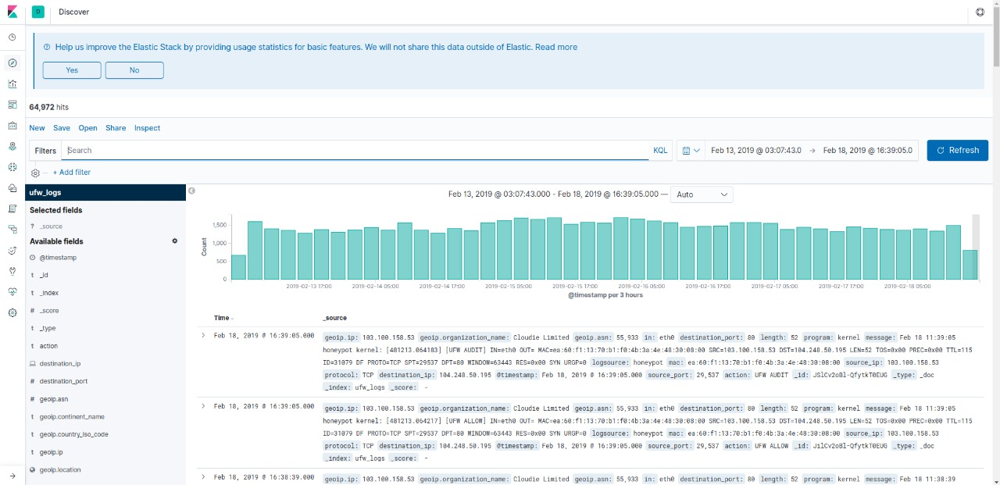 D Discover
Help us improve the Elastic Stack by providing usage statistics for basic features. We will not share this data outside of Elastic. Read more
Yes No
64,972 hits
New Save Open Share Inspect
Filters Search KQL Feb 13, 2019 @ 03:07:43.0 → Feb 18, 2019 @ 16:39:05.0 Refresh
+ Add filter
ufw_logs
Selected fields
? _source
Available fields
@timestamp
t _id
t _index
# _score
t _type
t action
destination_ip
# destination_port
# geoip.asn
t geoip.continent_name
t geoip.country_iso_code
t geoip.ip
geoip.location
Feb 13, 2019 @ 03:07:43.000 - Feb 18, 2019 @ 16:39:05.000 — Auto
Count
1,500
1,000
500
0
2019-02-13 17:00 2019-02-14 05:00 2019-02-14 17:00 2019-02-15 05:00 2019-02-15 17:00 2019-02-16 05:00 2019-02-16 17:00 2019-02-17 05:00 2019-02-17 17:00 2019-02-18 05:00
@timestamp per 3 hours
Time _source
Feb 18, 2019 @ 16:39:05.000 geoip.ip: 103.100.158.53 geoip.organization_name: Cloudie Limited geoip.asn: 55,933 in: eth0 destination_port: 80 length: 52 program: kernel message: Feb 18 11:39:05
honeypot kernel: [481213.064183] [UFW AUDIT] IN=eth0 OUT= MAC=ea:60:f1:13:70:b1:f0:4b:3a:4e:48:30:08:00 SRC=103.100.158.53 DST=104.248.50.195 LEN=52 TOS=0x00 PREC=0x00 TTL=115
ID=31079 DF PROTO=TCP SPT=29537 DPT=80 WINDOW=63443 RES=0x00 SYN URGP=0 logsource: honeypot mac: ea:60:f1:13:70:b1:f0:4b:3a:4e:48:30:08:00 source_ip: 103.100.158.53
protocol: TCP destination_ip: 104.248.50.195 @timestamp: Feb 18, 2019 @ 16:39:05.000 source_port: 29,537 action: UFW AUDIT _id: JSlCv2oBl-QfytkT0EUG _type: _doc
_index: ufw_logs _score: -
Feb 18, 2019 @ 16:39:05.000 geoip.ip: 103.100.158.53 geoip.organization_name: Cloudie Limited geoip.asn: 55,933 in: eth0 destination_port: 80 length: 52 program: kernel message: Feb 18 11:39:05
honeypot kernel: [481213.064217] [UFW ALLOW] IN=eth0 OUT= MAC=ea:60:f1:13:70:b1:f0:4b:3a:4e:48:30:08:00 SRC=103.100.158.53 DST=104.248.50.195 LEN=52 TOS=0x00 PREC=0x00 TTL=115
ID=31079 DF PROTO=TCP SPT=29537 DPT=80 WINDOW=63443 RES=0x00 SYN URGP=0 logsource: honeypot mac: ea:60:f1:13:70:b1:f0:4b:3a:4e:48:30:08:00 source_ip: 103.100.158.53
protocol: TCP destination_ip: 104.248.50.195 @timestamp: Feb 18, 2019 @ 16:39:05.000 source_port: 29,537 action: UFW ALLOW _id: JilCv2oBl-QfytkT0EUG _type: _doc
_index: ufw_logs _score: -
Feb 18, 2019 @ 16:38:39.000 geoip.ip: 103.100.158.53 geoip.organization_name: Cloudie Limited geoip.asn: 55,933 in: eth0 destination_port: 80 length: 52 program: kernel message: Feb 18 11:38:39